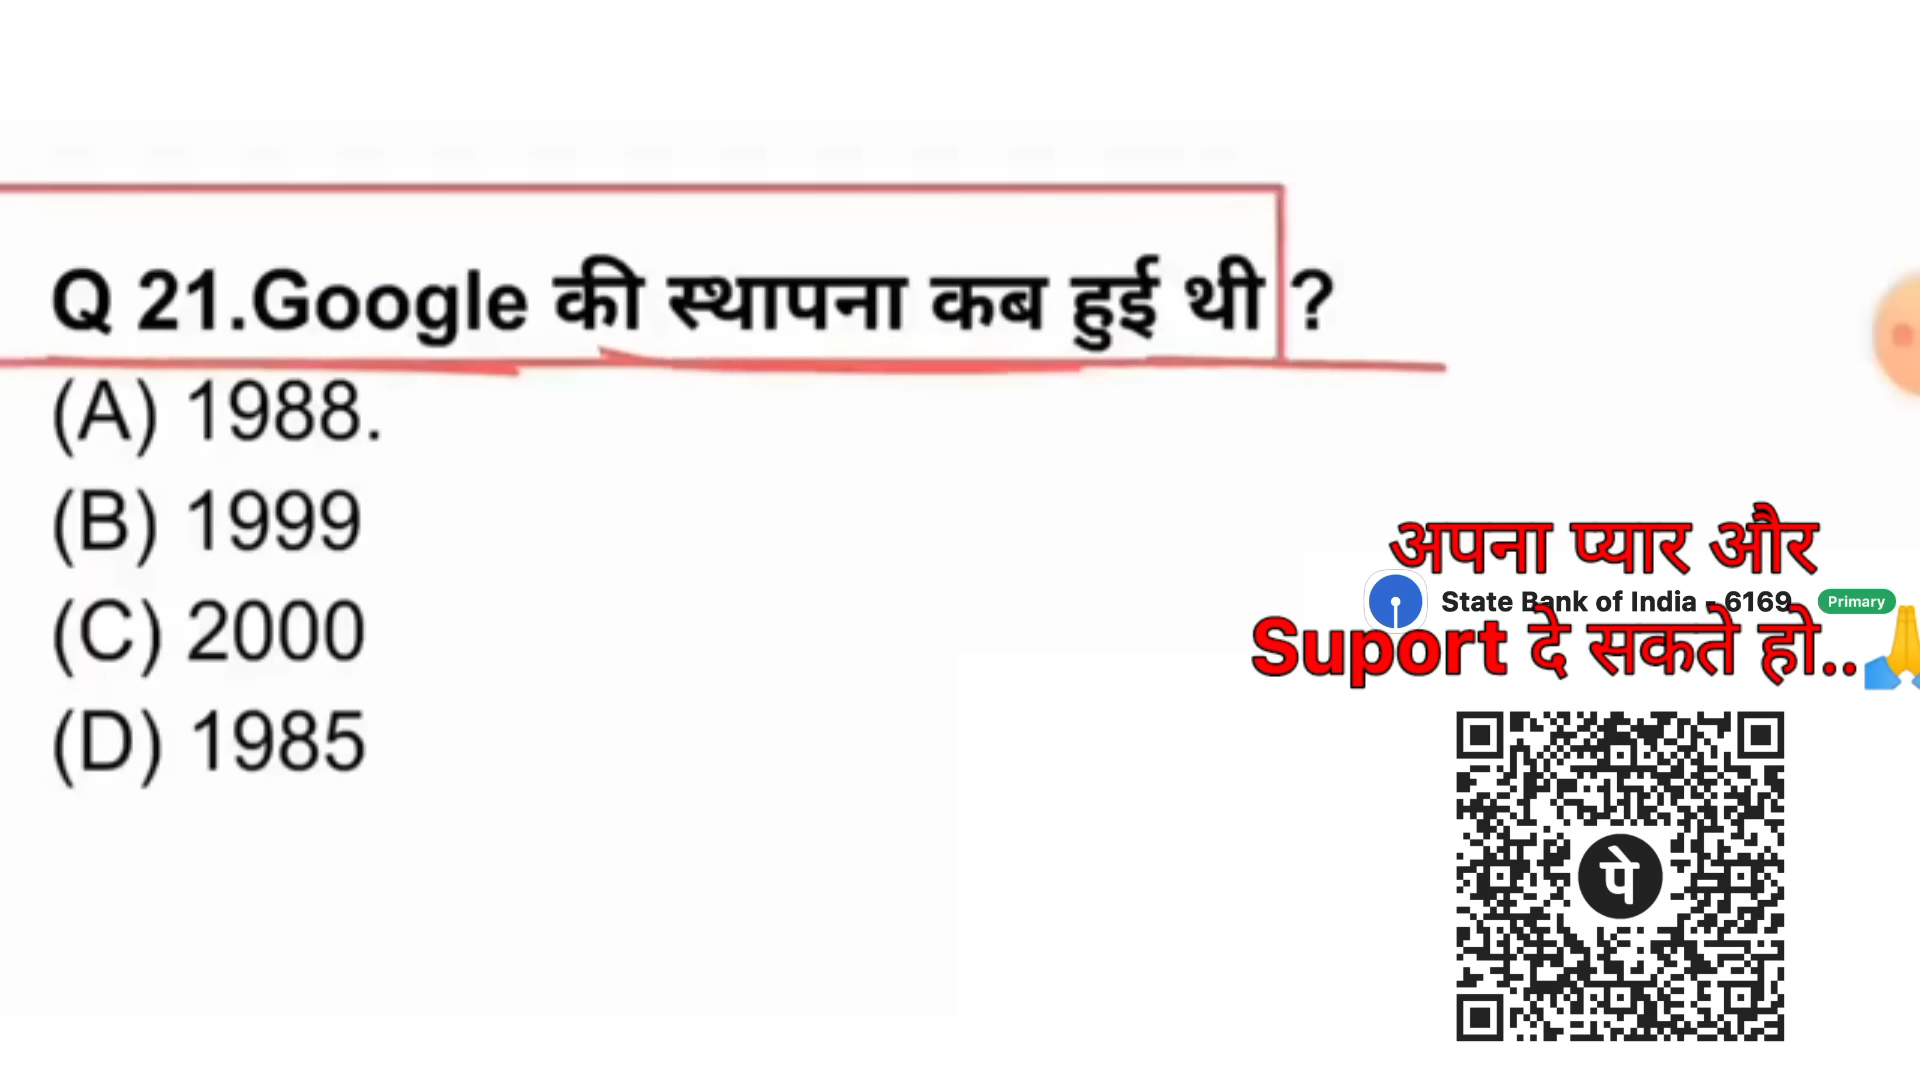 Q 21.Google की स्थापना कब हुई थी ?
(A) 1988.
(B) 1999
(C) 2000
(D) 1985
अपना प्यार और
State Bank of India - 6169 Primary
Suport दे सकते हो..🙏
पे